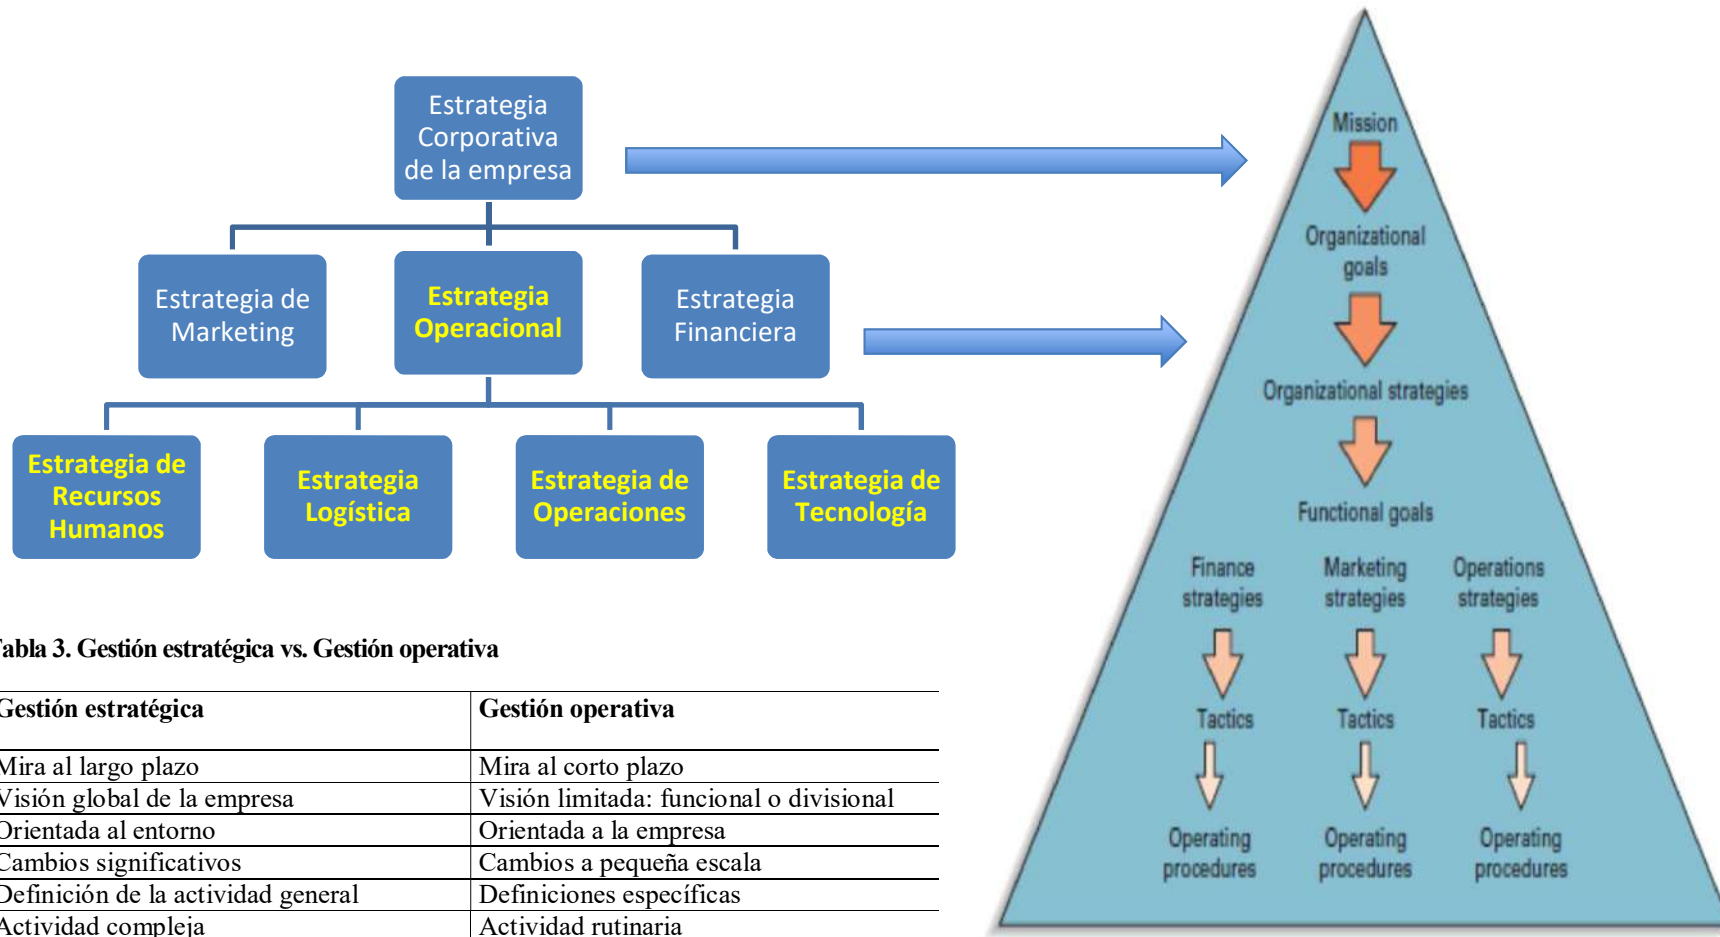 Estrategia
Corporativa
de la empresa
Estrategia de
Marketing
Estrategia
Operacional
Estrategia
Financiera
Estrategia de
Recursos
Humanos
Estrategia
Logística
Estrategia de
Operaciones
Estrategia de
Tecnología
Tabla 3. Gestión estratégica vs. Gestión operativa
Gestión estratégica Gestión operativa
Mira al largo plazo Mira al corto plazo
Visión global de la empresa Visión limitada: funcional o divisional
Orientada al entorno Orientada a la empresa
Cambios significativos Cambios a pequeña escala
Definición de la actividad general Definiciones específicas
Actividad compleja Actividad rutinaria
Mission
Organizational
goals
Organizational strategies
Functional goals
Finance
strategies
Marketing
strategies
Operations
strategies
Tactics Tactics Tactics
Operating
procedures
Operating
procedures
Operating
procedures